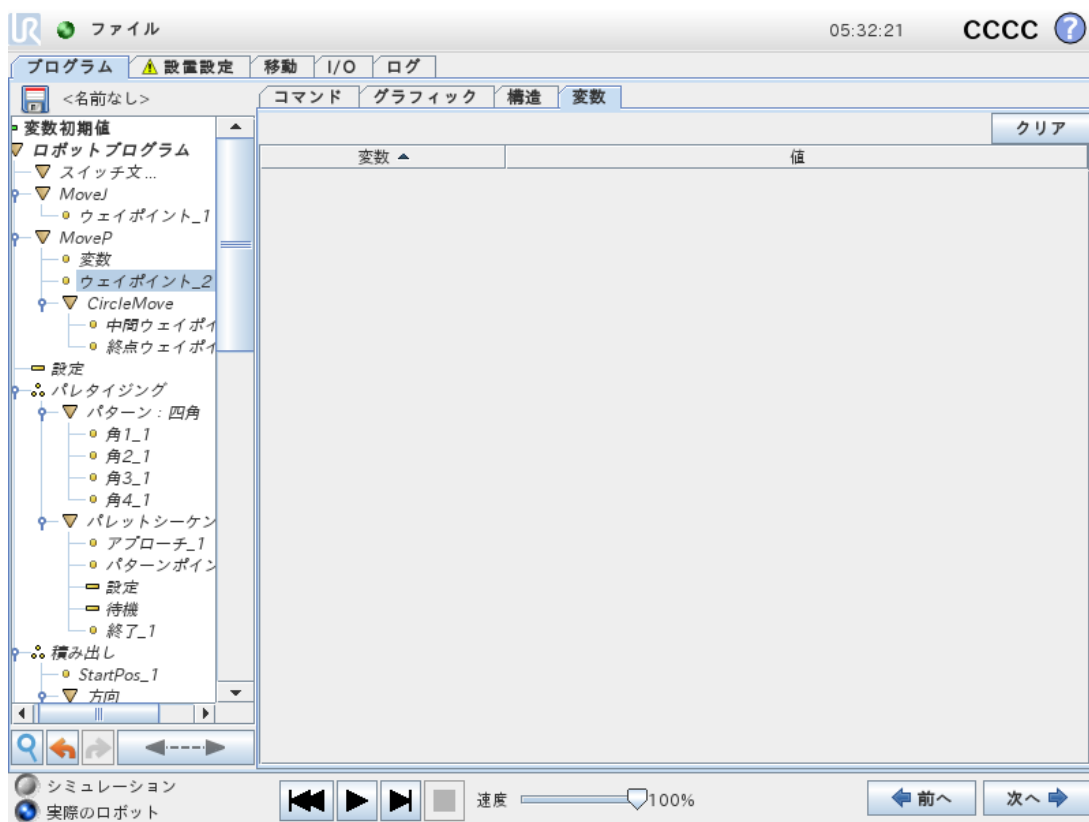 UR ファイル 05:32:21 CCCC ?
プログラム 設置設定 移動 I/O ログ
<名前なし> コマンド グラフィック 構造 変数
クリア
変数 値
変数初期値
ロボットプログラム
スイッチ文...
MoveJ
ウェイポイント_1
MoveP
変数
ウェイポイント_2
CircleMove
中間ウェイポイ
終点ウェイポイ
設定
パレタイジング
パターン : 四角
角1_1
角2_1
角3_1
角4_1
パレットシーケン
アプローチ_1
パターンポイン
設定
待機
終了_1
積み出し
StartPos_1
方向
シミュレーション
実際のロボット
速度 100% 前へ 次へ